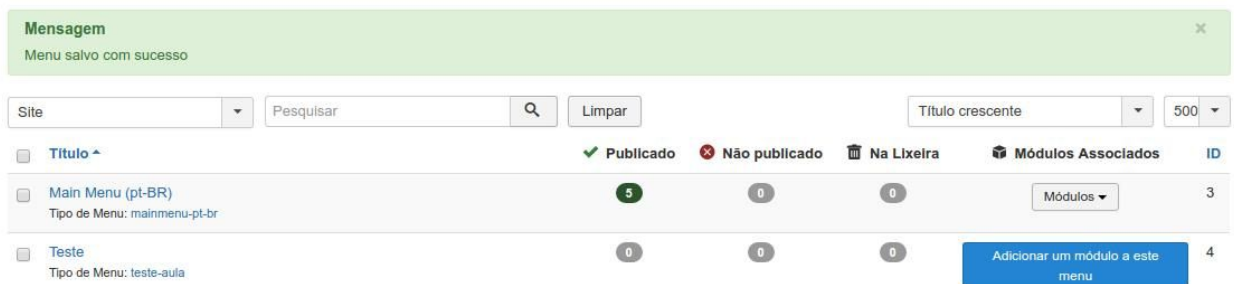 Mensagem
Menu salvo com sucesso
Site Pesquisar Limpar Título crescente 500
Título Publicado Não publicado Na Lixeira Módulos Associados ID
Main Menu (pt-BR) 5 0 0 Módulos 3
Tipo de Menu: mainmenu-pt-br
Teste 0 0 0 Adicionar um módulo a este 4
Tipo de Menu: teste-aula menu